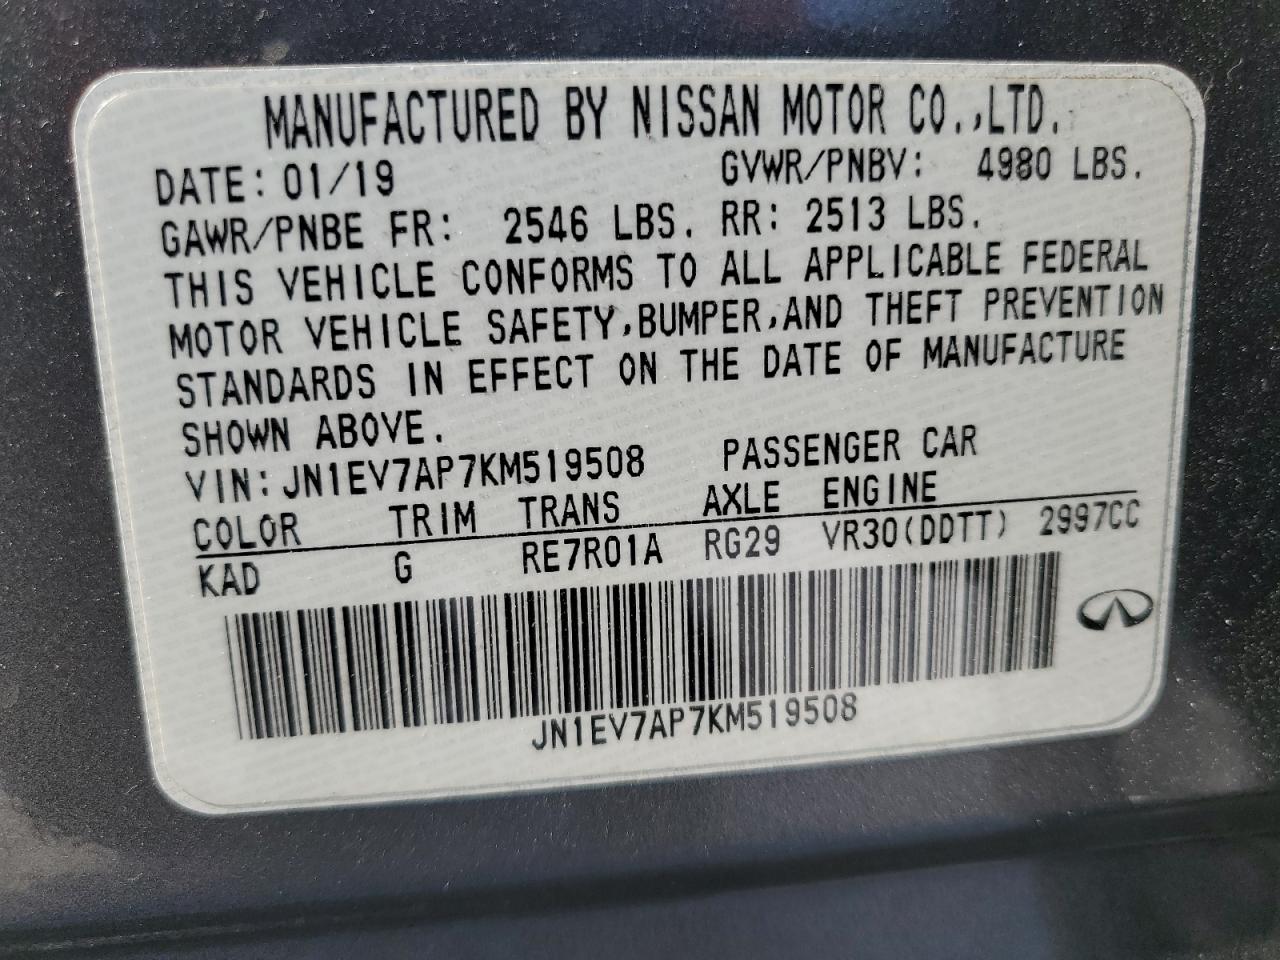 MANUFACTURED BY NISSAN MOTOR CO.,LTD.
DATE: 01/19 GVWR/PNBV: 4980 LBS.
GAWR/PNBE FR: 2546 LBS. RR: 2513 LBS.
THIS VEHICLE CONFORMS TO ALL APPLICABLE FEDERAL
MOTOR VEHICLE SAFETY,BUMPER,AND THEFT PREVENTION
STANDARDS IN EFFECT ON THE DATE OF MANUFACTURE
SHOWN ABOVE.
VIN: JN1EV7AP7KM519508 PASSENGER CAR
COLOR TRIM TRANS AXLE ENGINE
KAD G RE7R01A RG29 VR30(DDTT) 2997CC
JN1EV7AP7KM519508